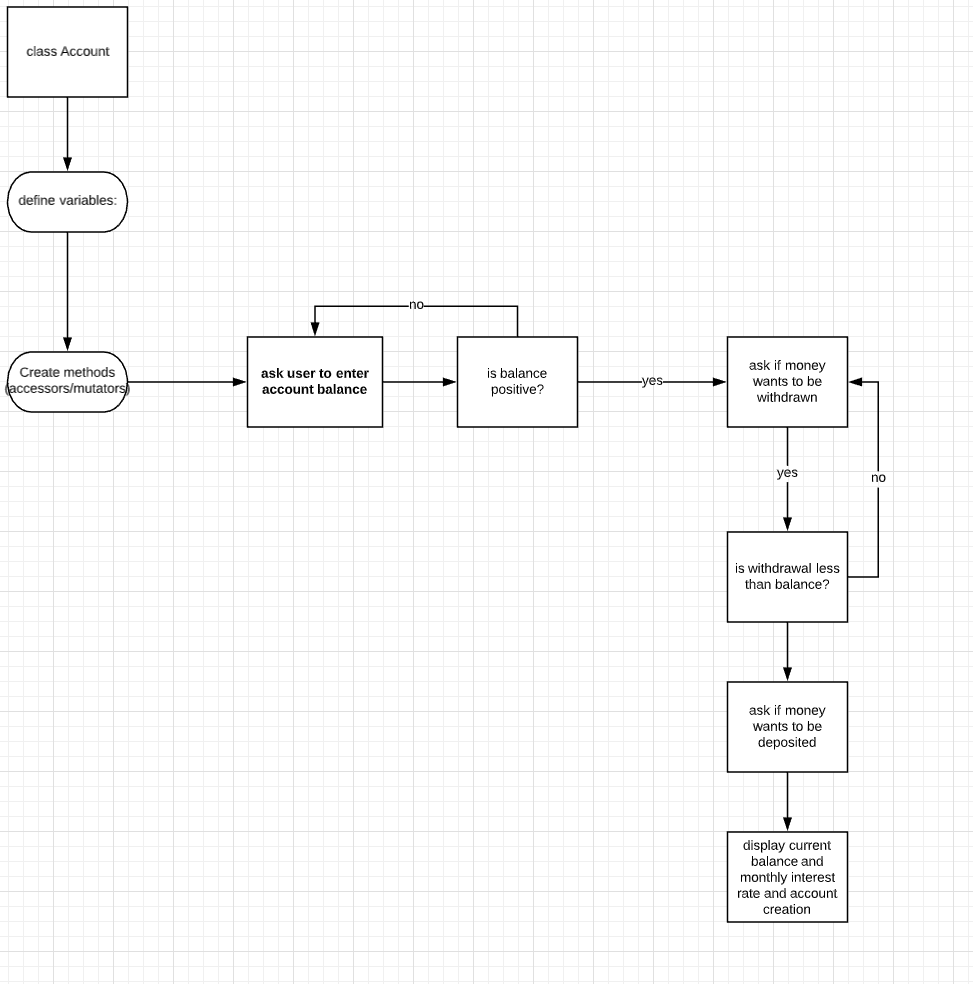 class Account
define variables:
Create methods
(accessors/mutators)
no
ask user to enter
account balance
is balance
positive?
yes
ask if money
wants to be
withdrawn
yes
no
is withdrawal less
than balance?
ask if money
wants to be
deposited
display current
balance and
monthly interest
rate and account
creation